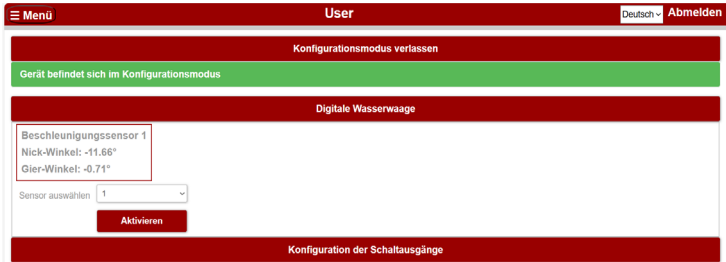 ☰ Menü User Deutsch Abmelden
Konfigurationsmodus verlassen
Gerät befindet sich im Konfigurationsmodus
Digitale Wasserwaage
Beschleunigungssensor 1
Nick-Winkel: -11.66°
Gier-Winkel: -0.71°
Sensor auswählen 1
Aktivieren
Konfiguration der Schaltausgänge